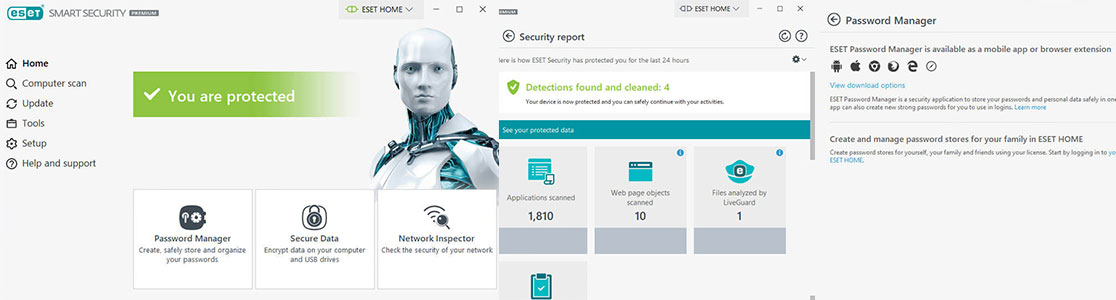 eset SMART SECURITY PREMIUM
ESET HOME
Home
Computer scan
Update
Tools
Setup
Help and support
You are protected
Password Manager
Create, safely store and organize
your passwords
Secure Data
Encrypt data on your computer
and USB drives
Network Inspector
Check the security of your network
PREMIUM
ESET HOME
Security report
ere is how ESET Security has protected you for the last 24 hours
Detections found and cleaned: 4
Your device is now protected and you can safely continue with your activities.
See your protected data
Applications scanned
1,810
Web page objects
scanned
10
Files analyzed by
LiveGuard
1
Password Manager
ESET Password Manager is available as a mobile app or browser extension
View download options
ESET Password Manager is a security application to store your passwords and personal data safely in one
app can also create new strong passwords for you to use in logins. Learn more
Create and manage password stores for your family in ESET HOME
Create password stores for yourself, your family and friends using your license. Start by logging in to yo
ESET HOME.